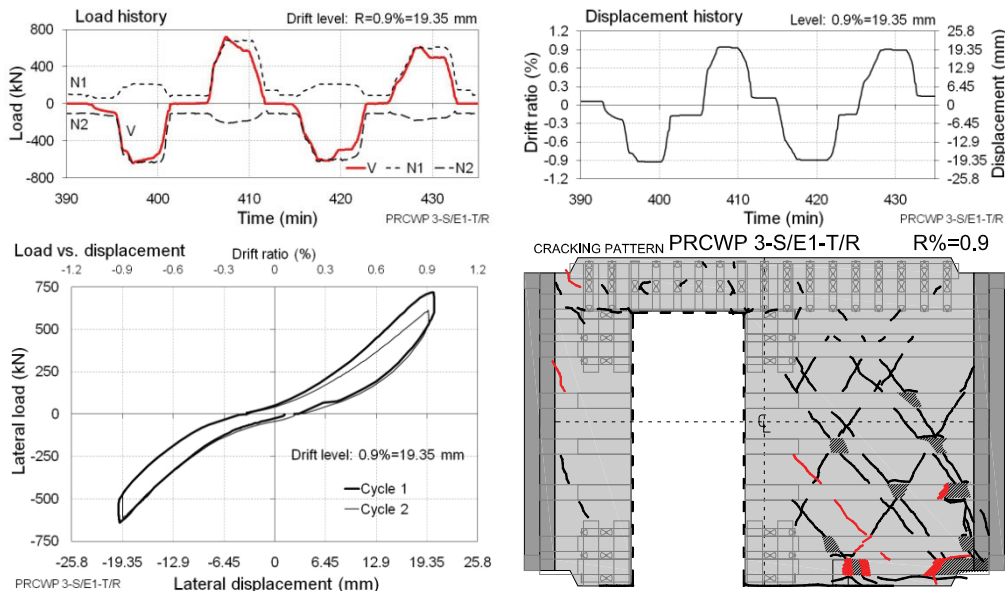 Load history
Drift level: R=0.9%=19.35 mm
800
400
0
-400
-800
Load (kN)
N1
N2
V
V N1 N2
390 400 410 420 430
Time (min)
PRCWP 3-S/E1-T/R
Displacement history
Level: 0.9%=19.35 mm
1.2
0.9
0.6
0.3
0
-0.3
-0.6
-0.9
-1.2
Drift ratio (%)
25.8
19.35
12.9
6.45
0
-6.45
-12.9
-19.35
-25.8
Displacement (mm)
390 400 410 420 430
Time (min)
PRCWP 3-S/E1-T/R
Load vs. displacement
Drift ratio (%)
-1.2 -0.9 -0.6 -0.3 0 0.3 0.6 0.9 1.2
750
500
250
0
-250
-500
-750
Lateral load (kN)
Drift level: 0.9%=19.35 mm
Cycle 1
Cycle 2
-25.8 -19.35 -12.9 -6.45 0 6.45 12.9 19.35 25.8
PRCWP 3-S/E1-T/R
Lateral displacement (mm)
CRACKING PATTERN PRCWP 3-S/E1-T/R R%=0.9
℄